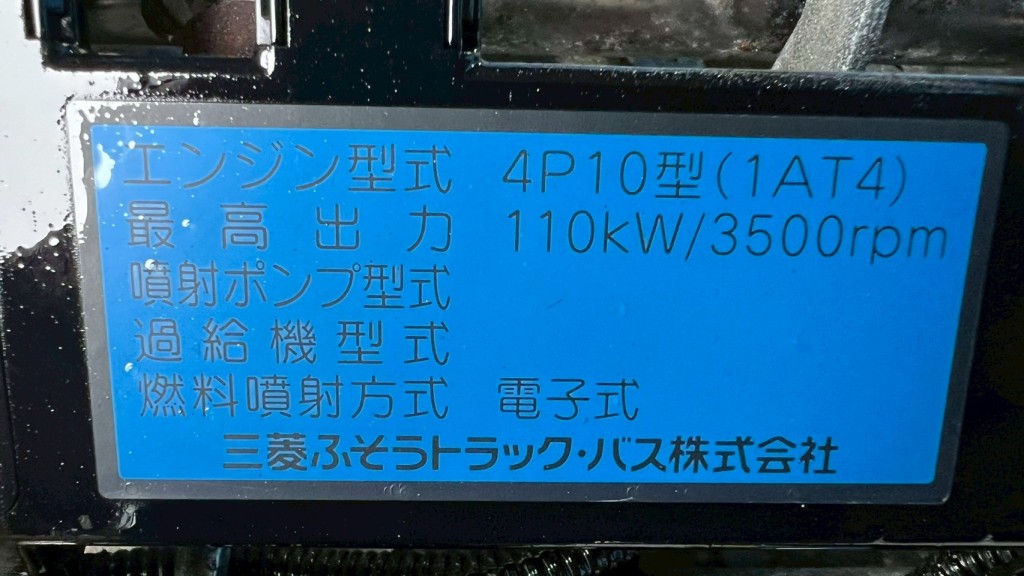 エンジン型式 4P10型(1AT4)
最高出力 110kW/3500rpm
噴射ポンプ型式
過給機型式
燃料噴射方式 電子式
三菱ふそうトラック・バス株式会社